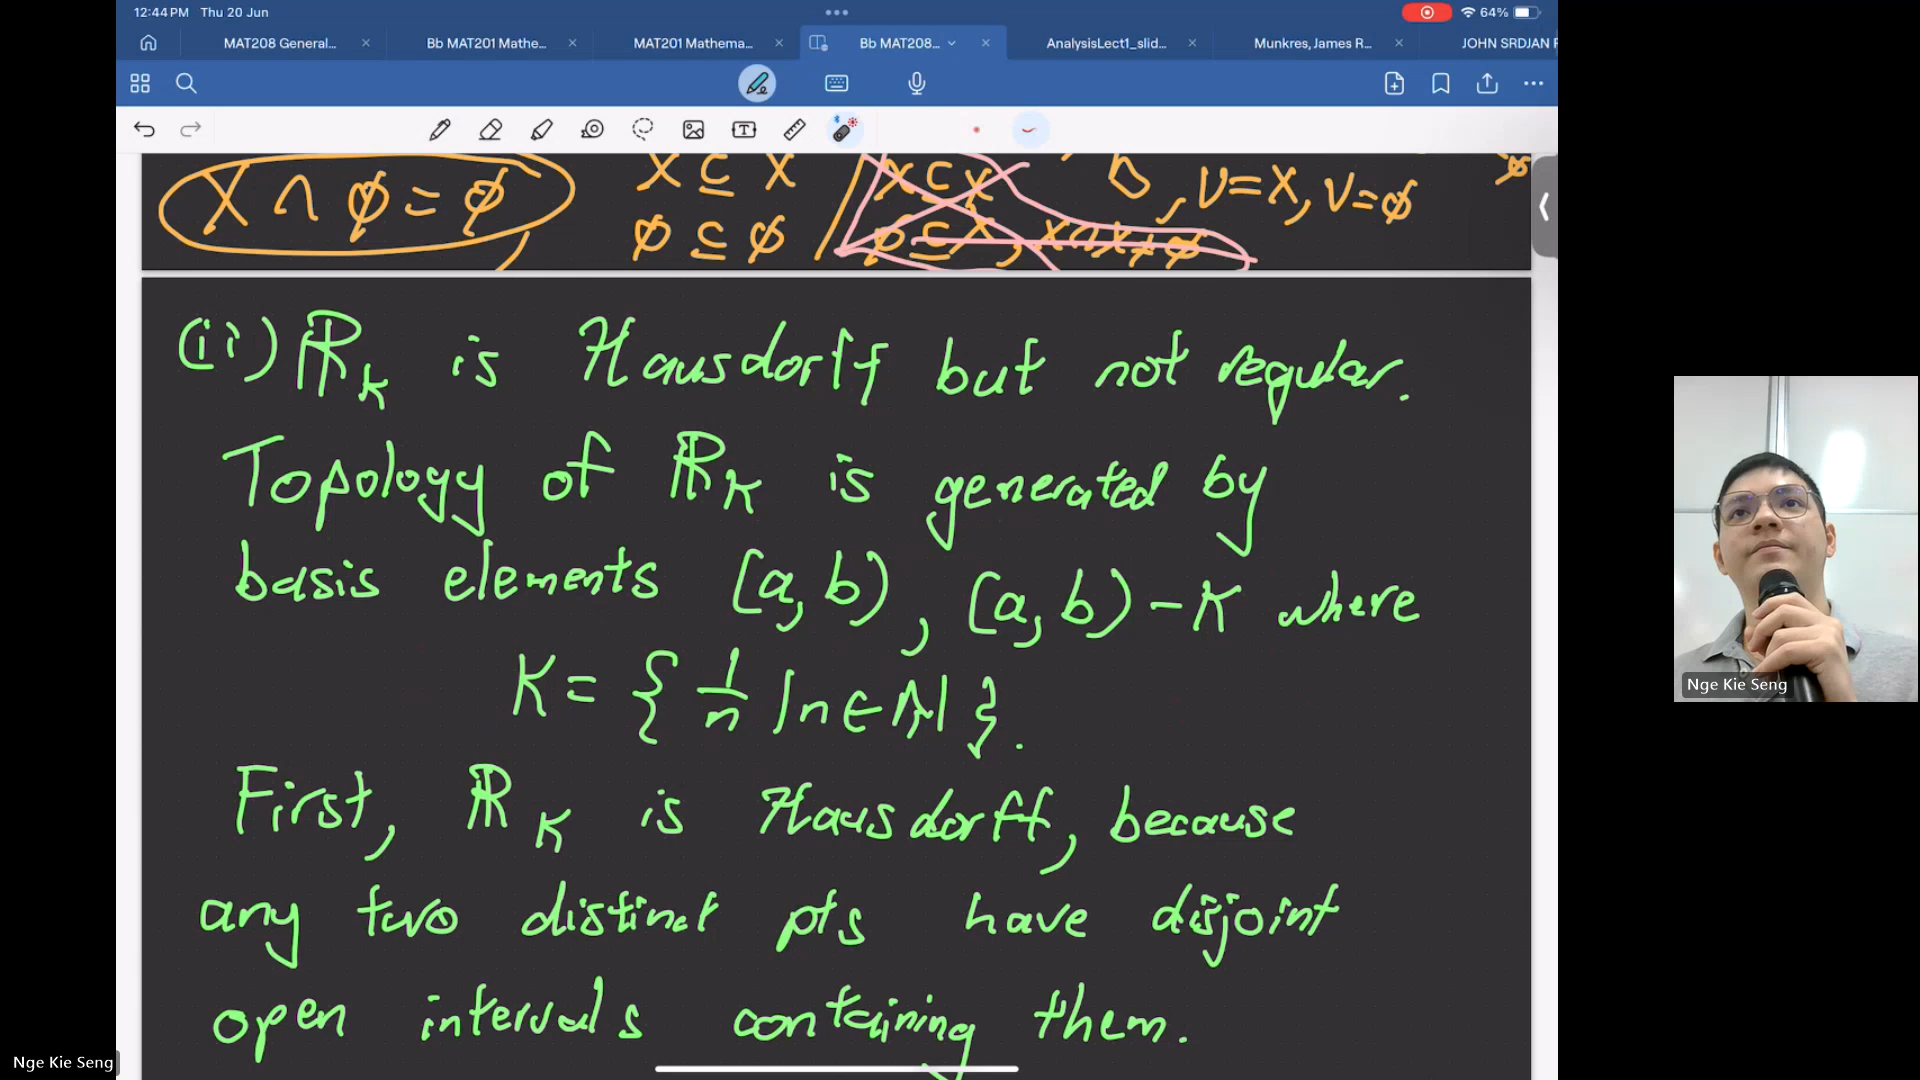 12:44 PM Thu 20 Jun
64%
MAT208 General...
Bb MAT201 Mathe...
MAT201 Mathema...
Bb MAT208...
AnalysisLect1_slid...
Munkres, James R...
JOHN SRDJAN P
X ∩ ∅ = ∅
X ⊆ X
∅ ⊆ ∅
X ⊆ X
∅ ⊆ X, X∩X≠∅
, V=X, V=∅
(ii) ℝ_K is Hausdorff but not regular.
Topology of ℝ_K is generated by
basis elements (a,b), (a,b)-K where
K = { 1/n | n ∈ ℕ }.
First, ℝ_K is Hausdorff, because
any two distinct pts have disjoint
open intervals containing them.
Nge Kie Seng
Nge Kie Seng